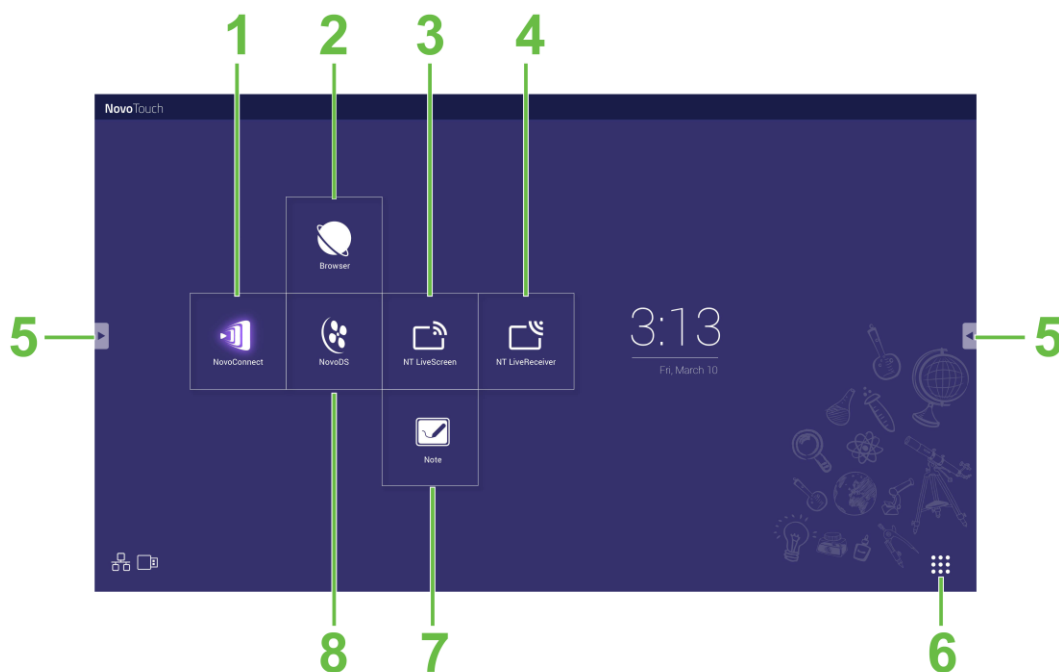 1 2 3 4
NovoTouch
Browser
5 5
NovoConnect NovoDS NT LiveScreen NT LiveReceiver
3:13
Fri, March 10
Note
8 7 6